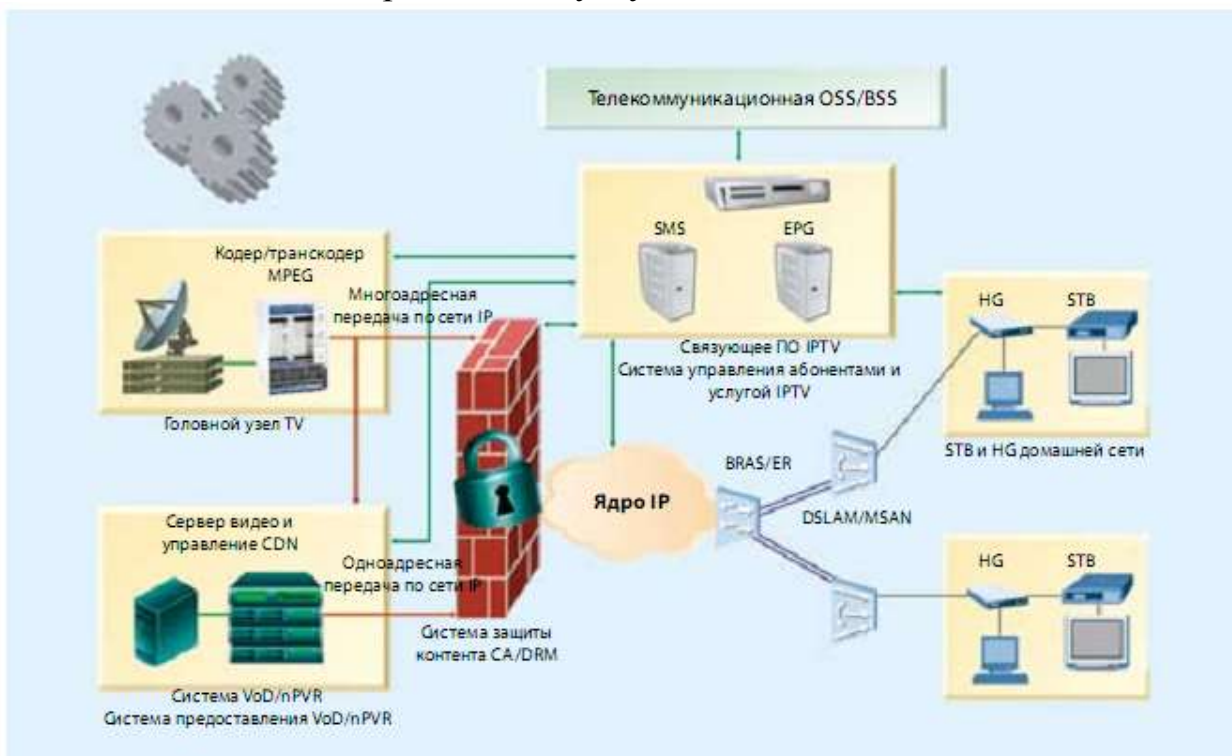 Телекоммуникационная OSS/BSS
SMS
EPG
Связующее ПО IPTV
Система управления абонентами и
услугой IPTV
Кодер/транскодер
MPEG
Многоадресная
передача по сети IP
Головной узел TV
HG
STB
STB и HG домашней сети
BRAS/ER
Ядро IP
DSLAM/MSAN
Сервер видео и
управление CDN
Одноадресная
передача по сети IP
Система защиты
контента CA/DRM
Система VoD/nPVR
Система предоставления VoD/nPVR
HG
STB